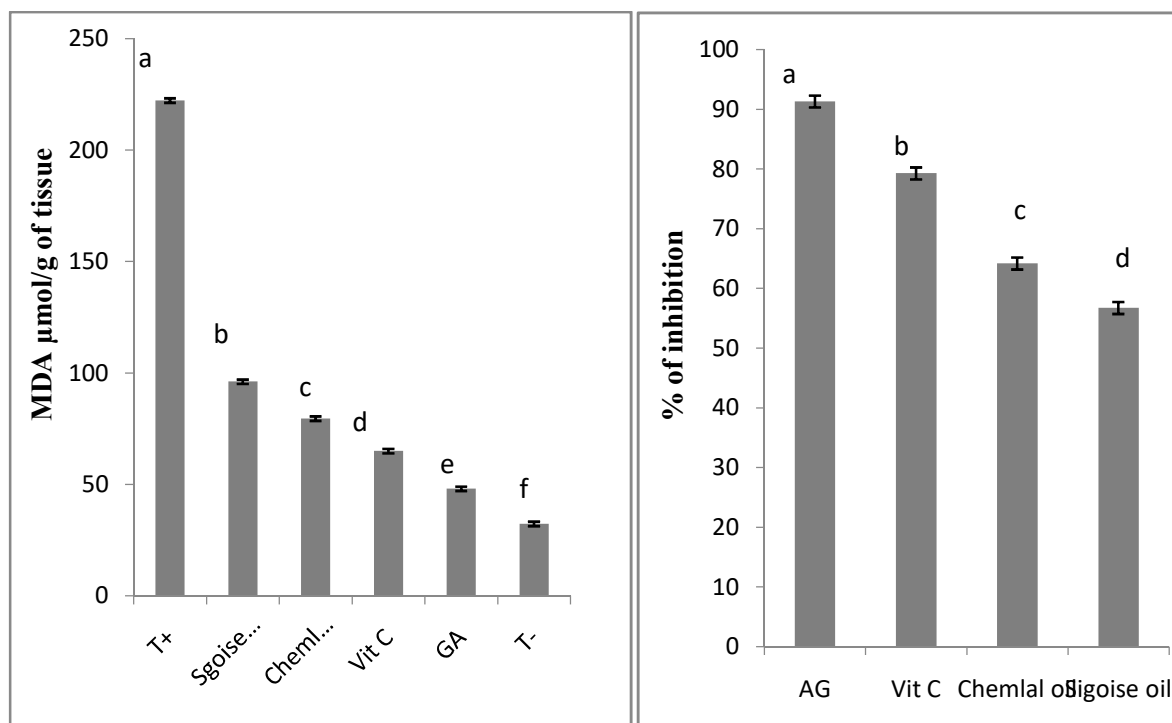 MDA µmol/g of tissue
250
200
150
100
50
0
a
b
c
d
e
f
T+
Sgoise...
Cheml...
Vit C
GA
T-
% of inhibition
100
90
80
70
60
50
40
30
20
10
0
a
b
c
d
AG
Vit C
Chemlal oil
Sigoise oil